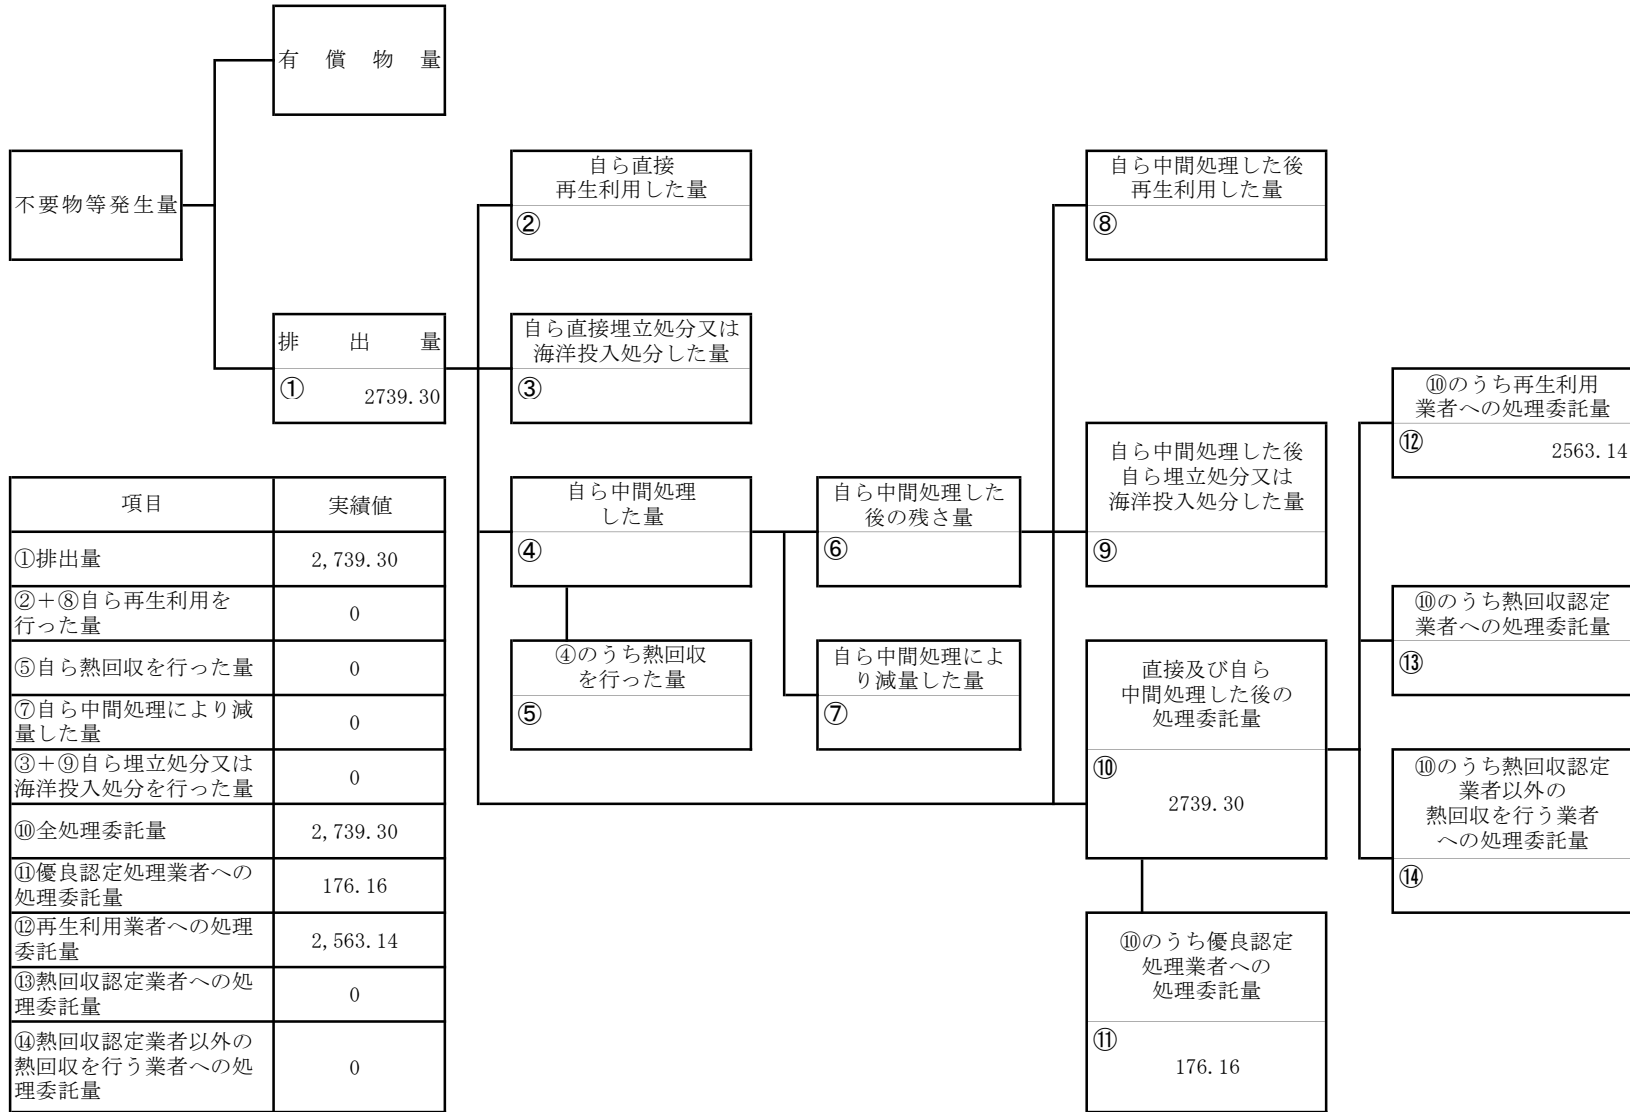 有償物量
不要物等発生量
自ら直接
再生利用した量
②
自ら中間処理した後
再生利用した量
⑧
排出量
① 2739.30
自ら直接埋立処分又は
海洋投入処分した量
③
⑩のうち再生利用
業者への処理委託量
⑫ 2563.14
自ら中間処理した後
自ら埋立処分又は
海洋投入処分した量
⑨
自ら中間処理
した量
④
自ら中間処理した
後の残さ量
⑥
④のうち熱回収
を行った量
⑤
自ら中間処理によ
り減量した量
⑦
直接及び自ら
中間処理した後の
処理委託量
⑩
2739.30
⑩のうち熱回収認定
業者への処理委託量
⑬
⑩のうち熱回収認定
業者以外の
熱回収を行う業者
への処理委託量
⑭
⑩のうち優良認定
処理業者への
処理委託量
⑪
176.16
項目 実績値
①排出量 2,739.30
②+⑧自ら再生利用を
行った量 0
⑤自ら熱回収を行った量 0
⑦自ら中間処理により減
量した量 0
③+⑨自ら埋立処分又は
海洋投入処分を行った量 0
⑩全処理委託量 2,739.30
⑪優良認定処理業者への
処理委託量 176.16
⑫再生利用業者への処理
委託量 2,563.14
⑬熱回収認定業者への処
理委託量 0
⑭熱回収認定業者以外の
熱回収を行う業者への処
理委託量 0